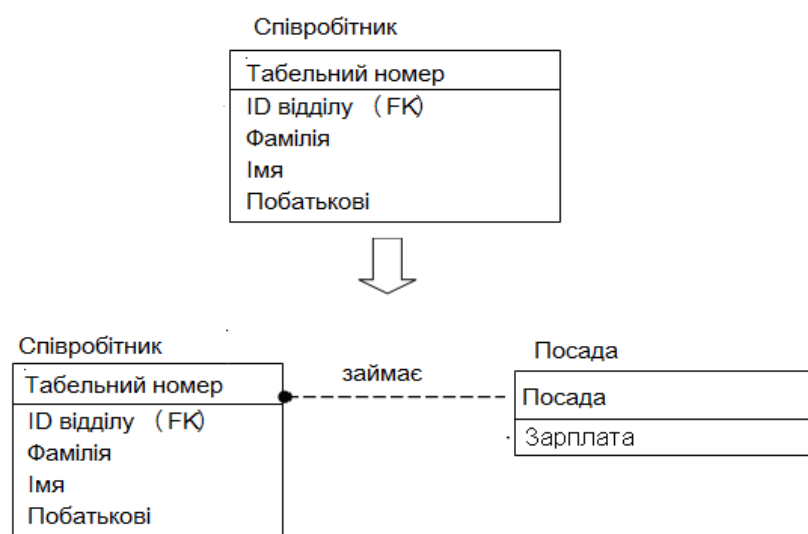 Співробітник
Табельний номер
ID відділу (FK)
Фамілія
Імя
Побатькові
Співробітник
Табельний номер
ID відділу (FK)
Фамілія
Імя
Побатькові
займає
Посада
Посада
Зарплата